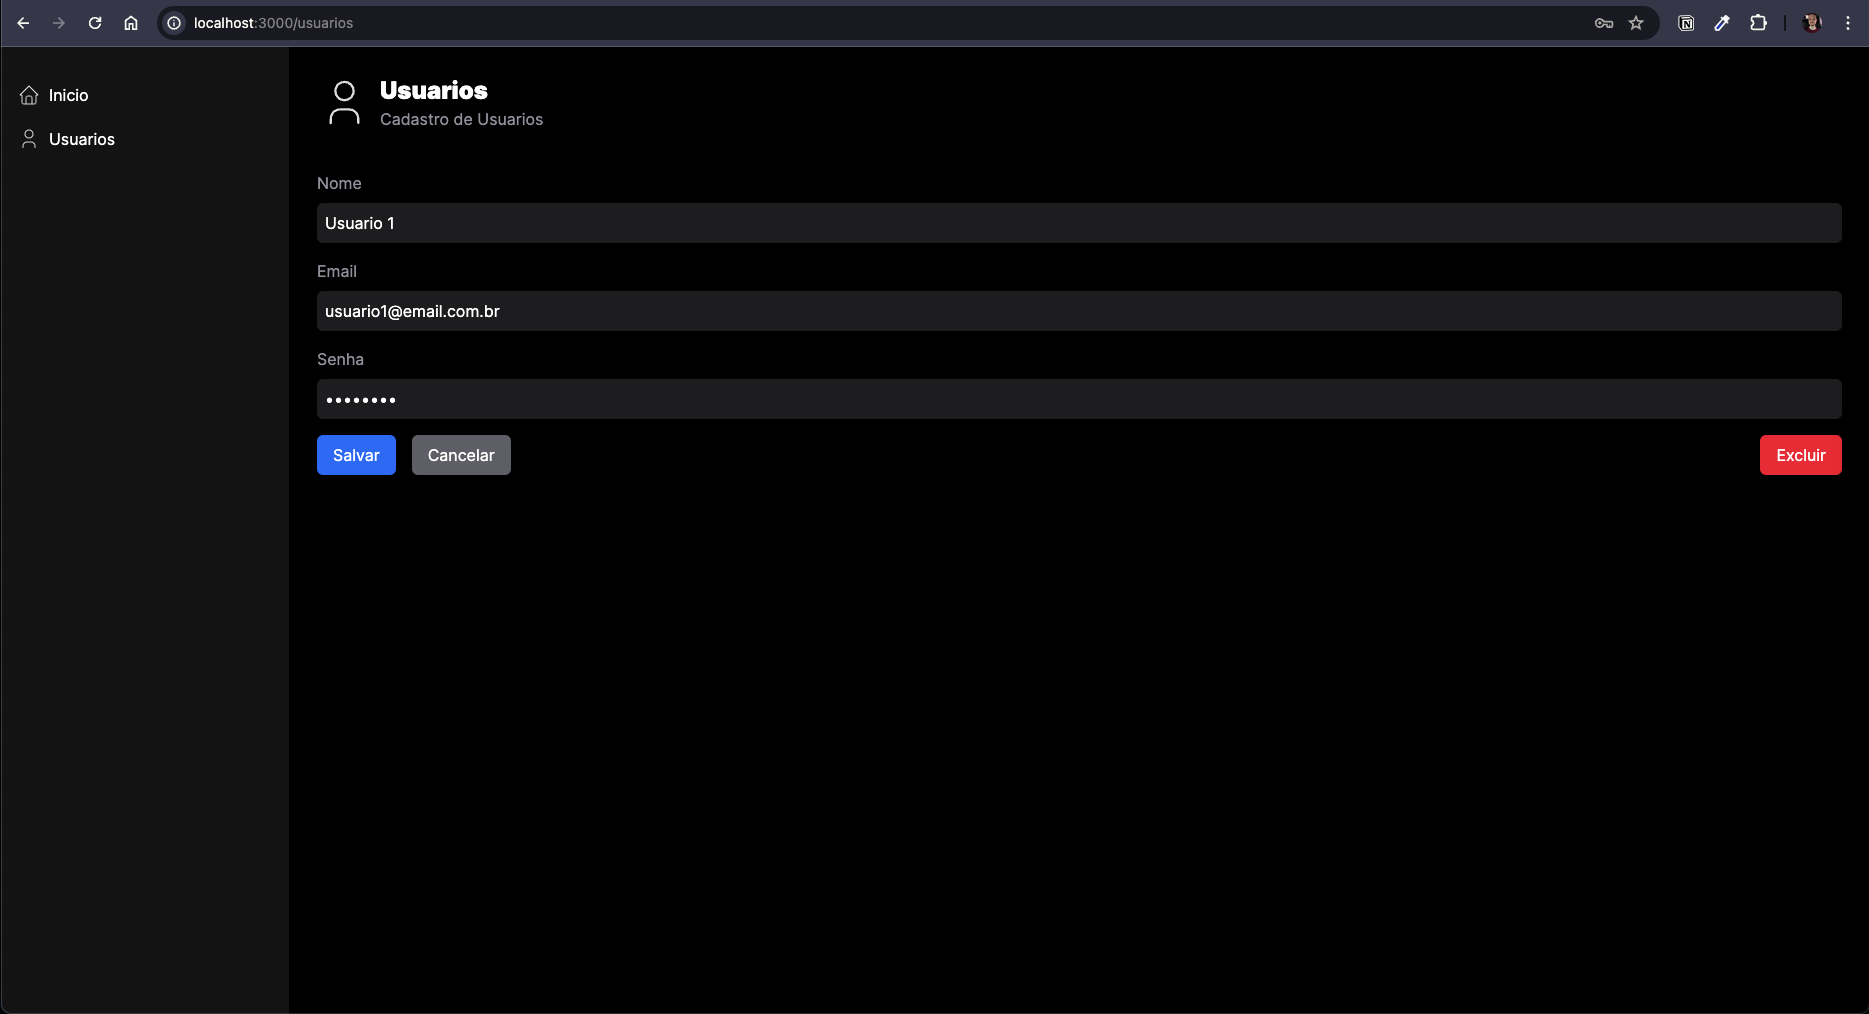 localhost:3000/usuarios
Inicio
Usuarios
Usuarios
Cadastro de Usuarios
Nome
Usuario 1
Email
usuario1@email.com.br
Senha
••••••••
Salvar
Cancelar
Excluir